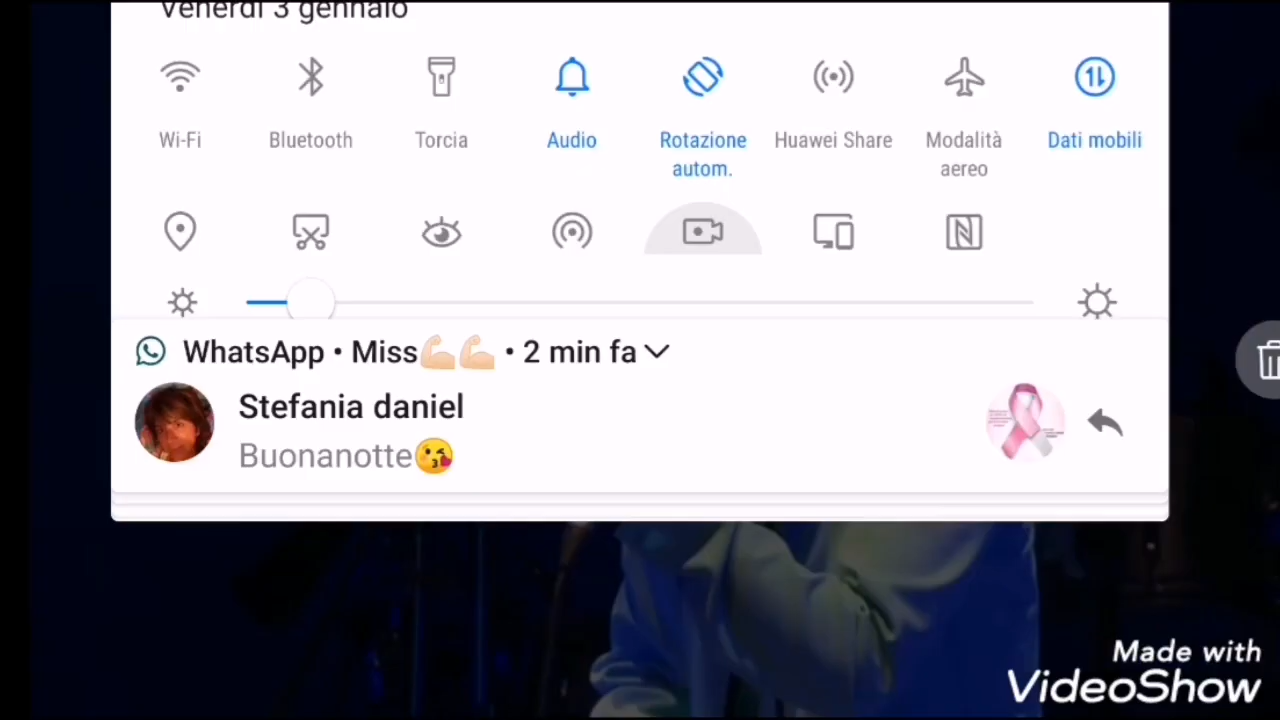 Venerdì 3 gennaio
Wi-Fi
Bluetooth
Torcia
Audio
Rotazione
autom.
Huawei Share
Modalità
aereo
Dati mobili
WhatsApp • Miss💪🏻💪🏻 • 2 min fa
Stefania daniel
Buonanotte😘
Made with
VideoShow